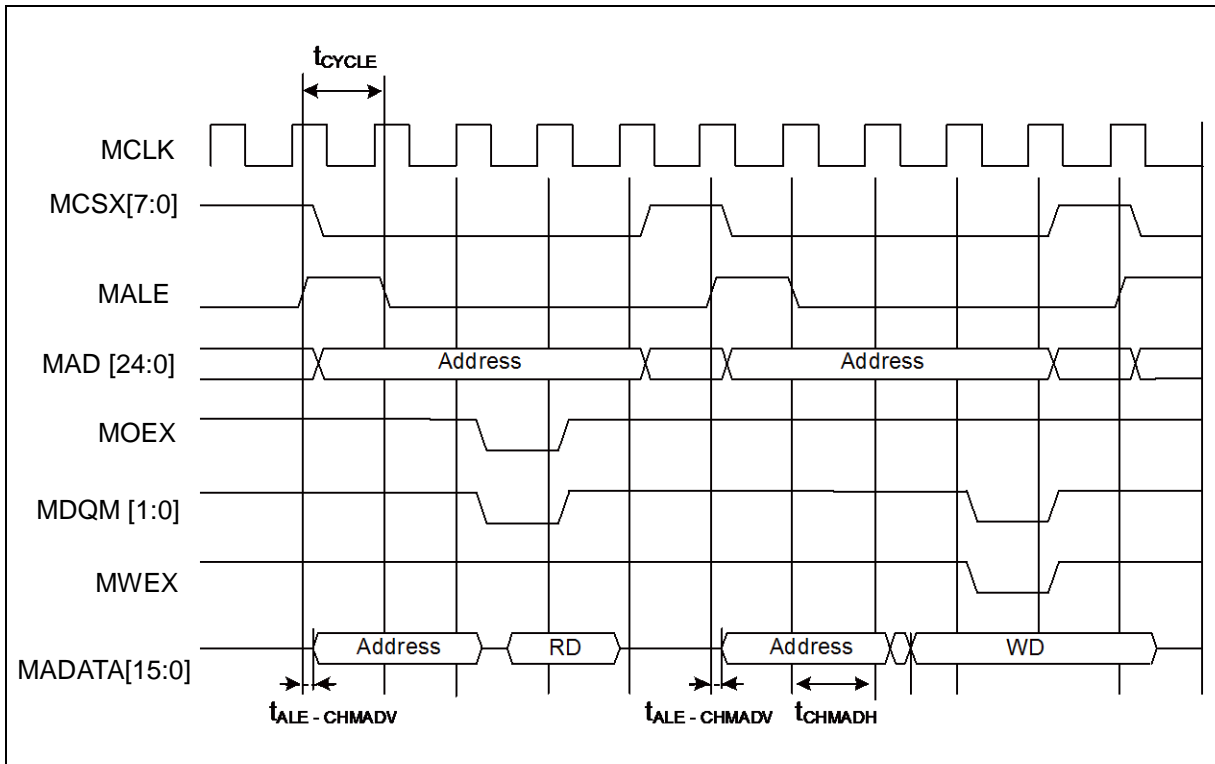 tCYCLE
MCLK
MCSX[7:0]
MALE
MAD [24:0]
Address
Address
MOEX
MDQM [1:0]
MWEX
MADATA[15:0]
Address
RD
Address
WD
tALE - CHMADV
tALE - CHMADV
tCHMADH